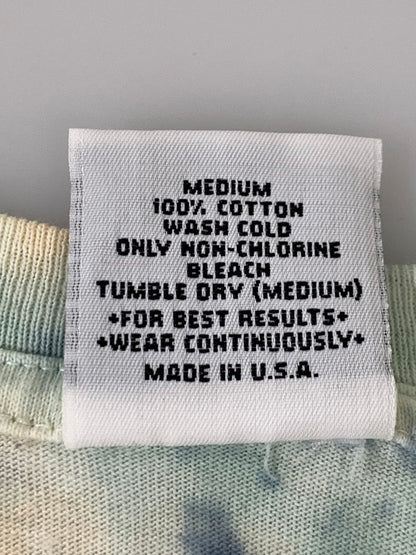 MEDIUM
100% COTTON
WASH COLD
ONLY NON-CHLORINE
BLEACH
TUMBLE DRY (MEDIUM)
*FOR BEST RESULTS*
*WEAR CONTINUOUSLY*
MADE IN U.S.A.